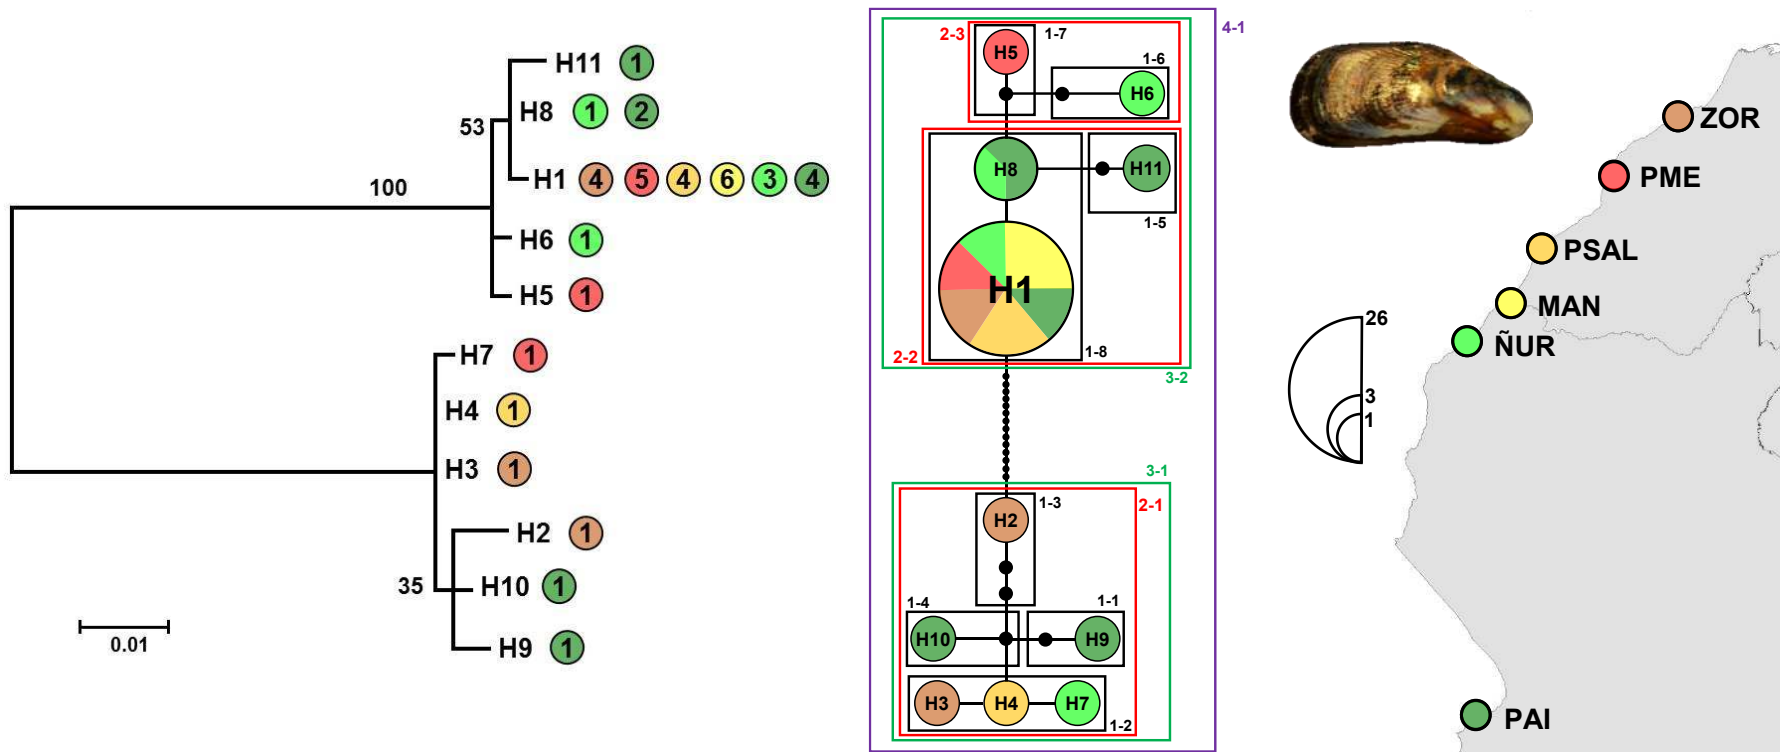 H11 1
H8 1 2
53
H1 4 5 4 6 3 4
100
H6 1
H5 1
H7 1
H4 1
H3 1
H2 1
35
H10 1
H9 1
0.01
4-1
2-3
1-7
H5
1-6
H6
H8
H11
1-5
H1
2-2
1-8
3-2
3-1
1-3
2-1
H2
1-4
1-1
H10
H9
H3
H4
H7
1-2
26
3
1
ZOR
PME
PSAL
MAN
ÑUR
PAI